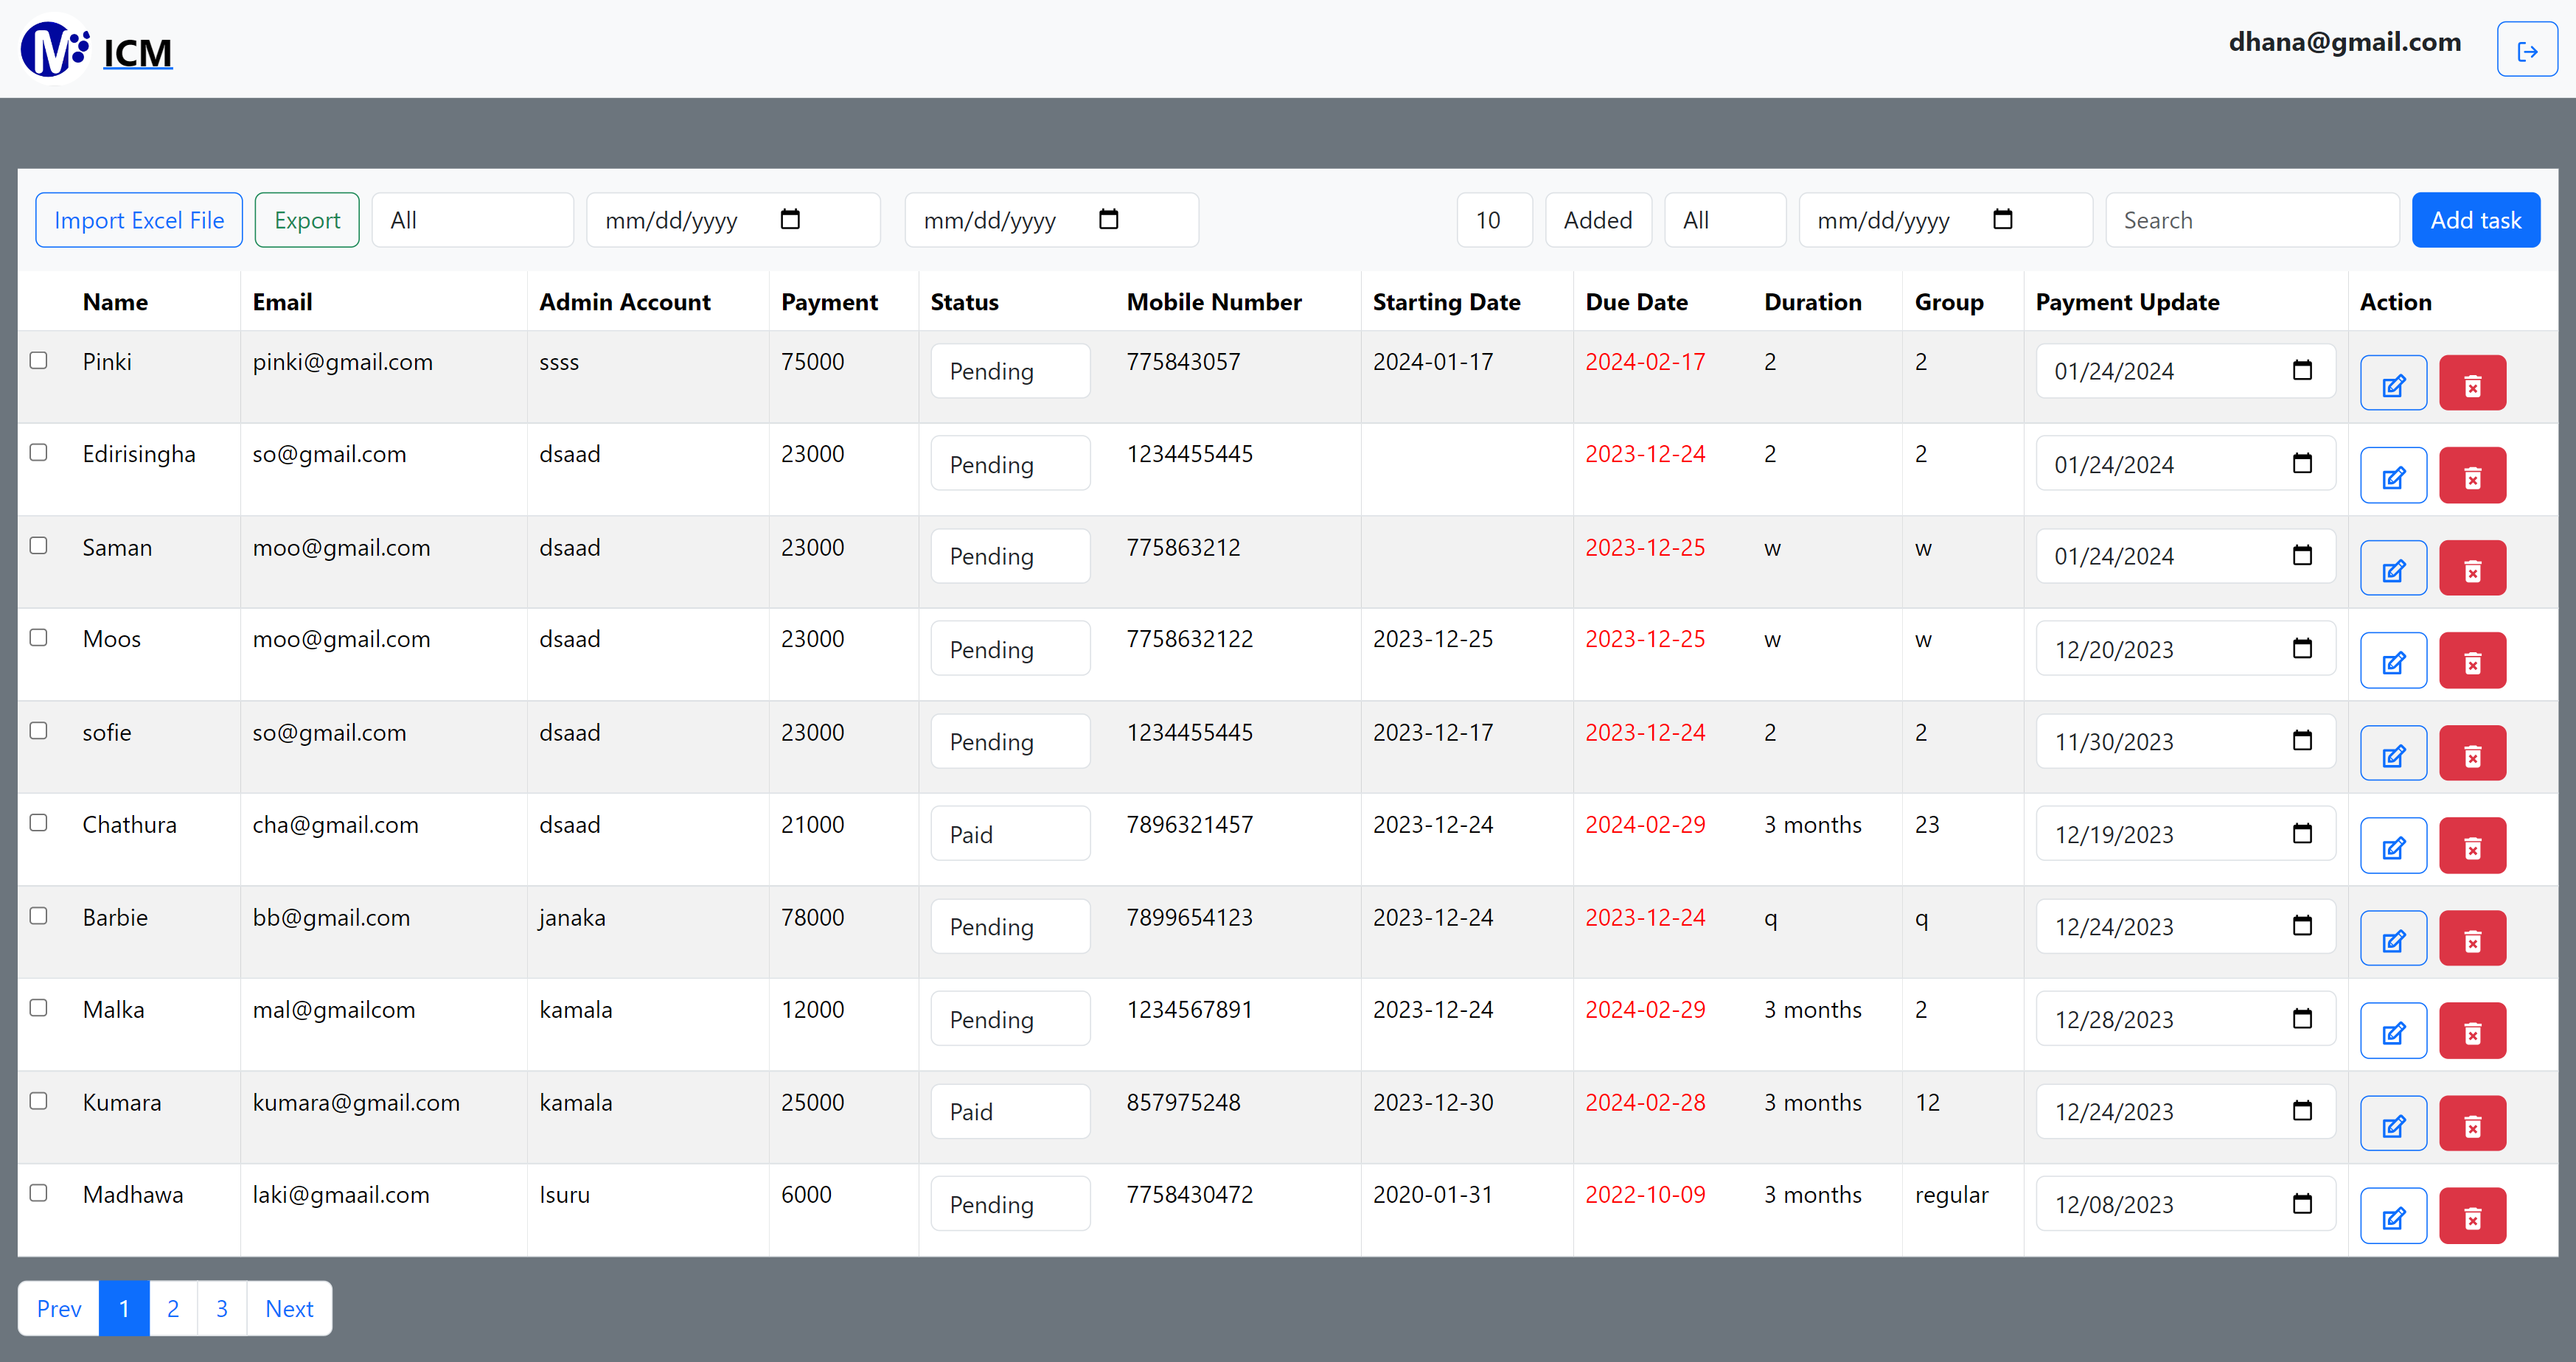 M ICM dhana@gmail.com
Import Excel File Export All mm/dd/yyyy mm/dd/yyyy 10 Added All mm/dd/yyyy Search Add task
Name Email Admin Account Payment Status Mobile Number Starting Date Due Date Duration Group Payment Update Action
Pinki pinki@gmail.com ssss 75000 Pending 775843057 2024-01-17 2024-02-17 2 2 01/24/2024
Edirisingha so@gmail.com dsaad 23000 Pending 1234455445 2023-12-24 2 2 01/24/2024
Saman moo@gmail.com dsaad 23000 Pending 775863212 2023-12-25 w w 01/24/2024
Moos moo@gmail.com dsaad 23000 Pending 7758632122 2023-12-25 2023-12-25 w w 12/20/2023
sofie so@gmail.com dsaad 23000 Pending 1234455445 2023-12-17 2023-12-24 2 2 11/30/2023
Chathura cha@gmail.com dsaad 21000 Paid 7896321457 2023-12-24 2024-02-29 3 months 23 12/19/2023
Barbie bb@gmail.com janaka 78000 Pending 7899654123 2023-12-24 2023-12-24 q q 12/24/2023
Malka mal@gmailcom kamala 12000 Pending 1234567891 2023-12-24 2024-02-29 3 months 2 12/28/2023
Kumara kumara@gmail.com kamala 25000 Paid 857975248 2023-12-30 2024-02-28 3 months 12 12/24/2023
Madhawa laki@gmaail.com Isuru 6000 Pending 7758430472 2020-01-31 2022-10-09 3 months regular 12/08/2023
Prev 1 2 3 Next